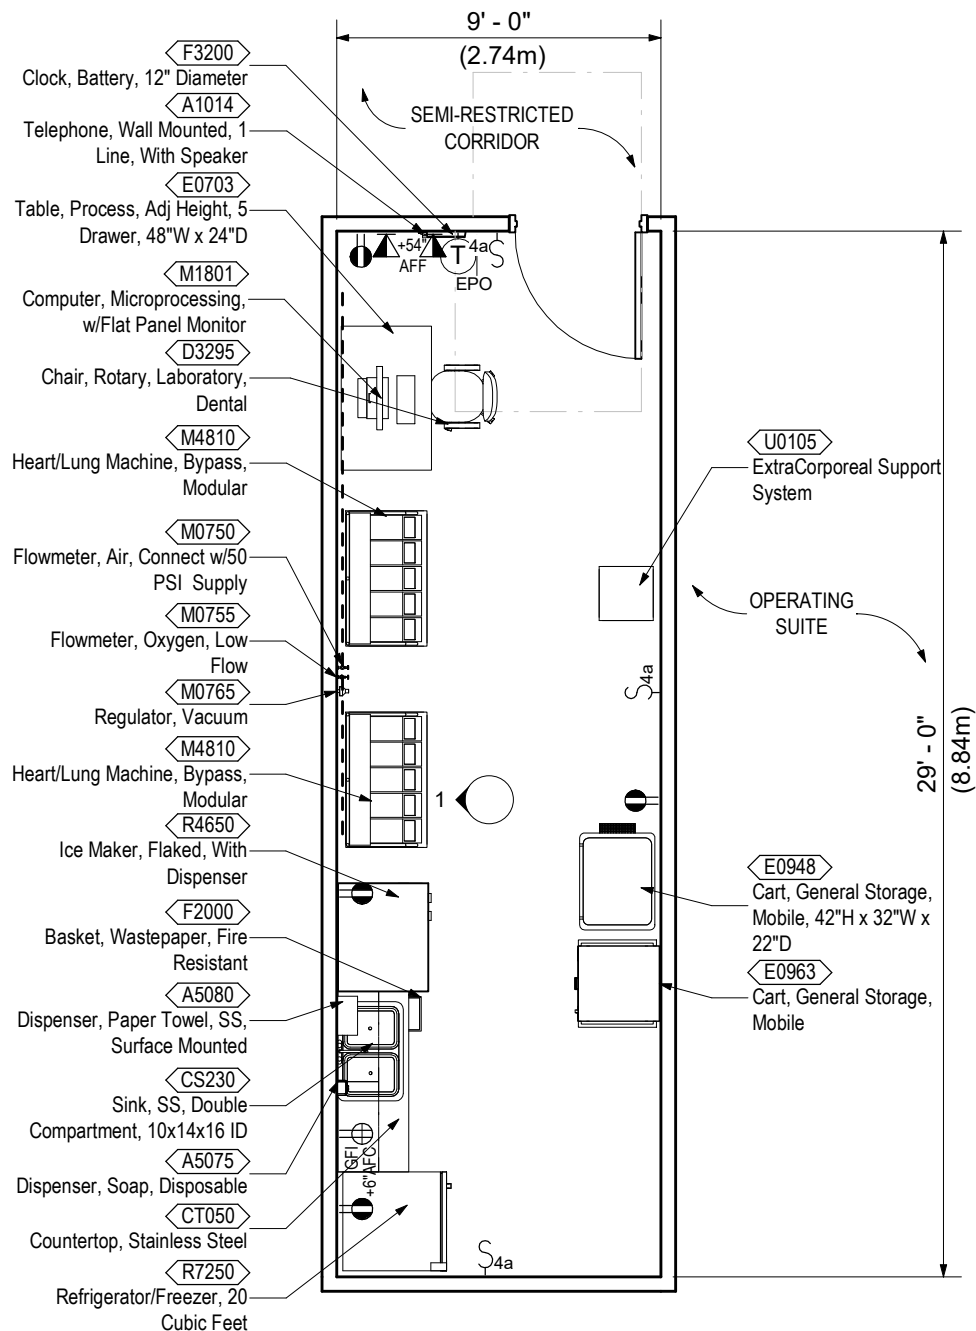 9' - 0"
(2.74m)
F3200
Clock, Battery, 12" Diameter
A1014
Telephone, Wall Mounted, 1
Line, With Speaker
E0703
Table, Process, Adj Height, 5
Drawer, 48"W x 24"D
M1801
Computer, Microprocessing,
w/Flat Panel Monitor
D3295
Chair, Rotary, Laboratory,
Dental
M4810
Heart/Lung Machine, Bypass,
Modular
M0750
Flowmeter, Air, Connect w/50
PSI Supply
M0755
Flowmeter, Oxygen, Low
Flow
M0765
Regulator, Vacuum
M4810
Heart/Lung Machine, Bypass,
Modular
R4650
Ice Maker, Flaked, With
Dispenser
F2000
Basket, Wastepaper, Fire
Resistant
A5080
Dispenser, Paper Towel, SS,
Surface Mounted
CS230
Sink, SS, Double
Compartment, 10x14x16 ID
A5075
Dispenser, Soap, Disposable
CT050
Countertop, Stainless Steel
R7250
Refrigerator/Freezer, 20
Cubic Feet
SEMI-RESTRICTED
CORRIDOR
+54"
AFF
T
4a
S
EPO
U0105
ExtraCorporeal Support
System
OPERATING
SUITE
S4a
29' - 0"
(8.84m)
1
E0948
Cart, General Storage,
Mobile, 42"H x 32"W x
22"D
E0963
Cart, General Storage,
Mobile
GFI
+6"AFC
S4a